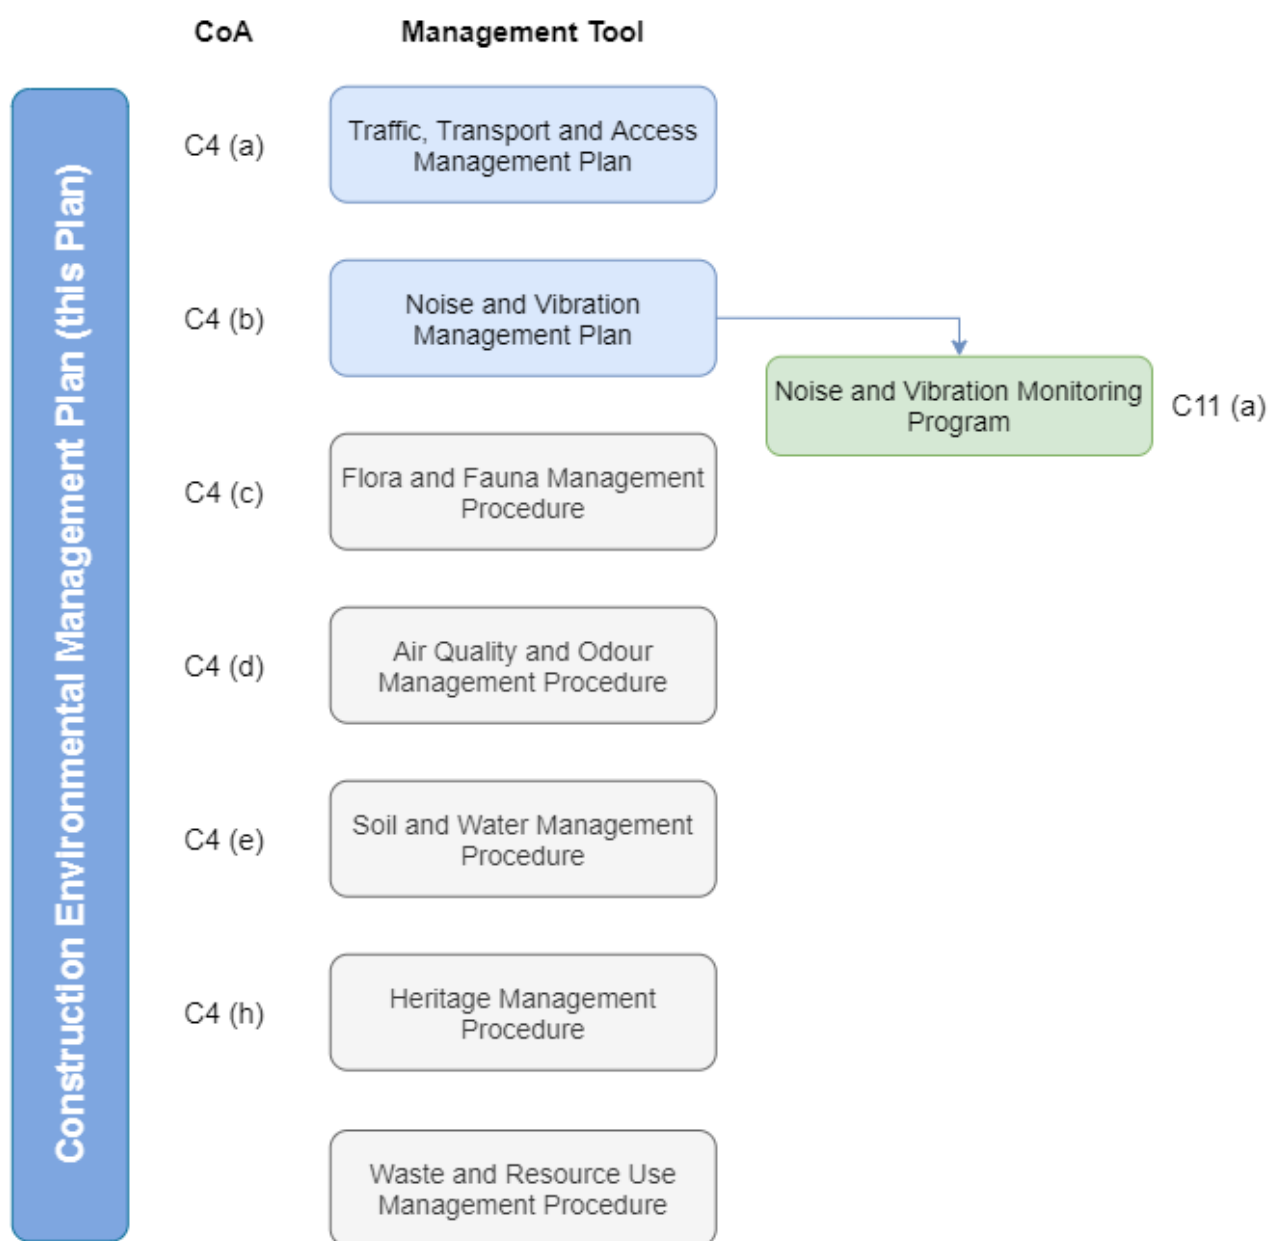 CoA
Management Tool
Construction Environmental Management Plan (this Plan)
C4 (a)
Traffic, Transport and Access
Management Plan
C4 (b)
Noise and Vibration
Management Plan
Noise and Vibration Monitoring
Program
C11 (a)
C4 (c)
Flora and Fauna Management
Procedure
C4 (d)
Air Quality and Odour
Management Procedure
C4 (e)
Soil and Water Management
Procedure
C4 (h)
Heritage Management
Procedure
Waste and Resource Use
Management Procedure